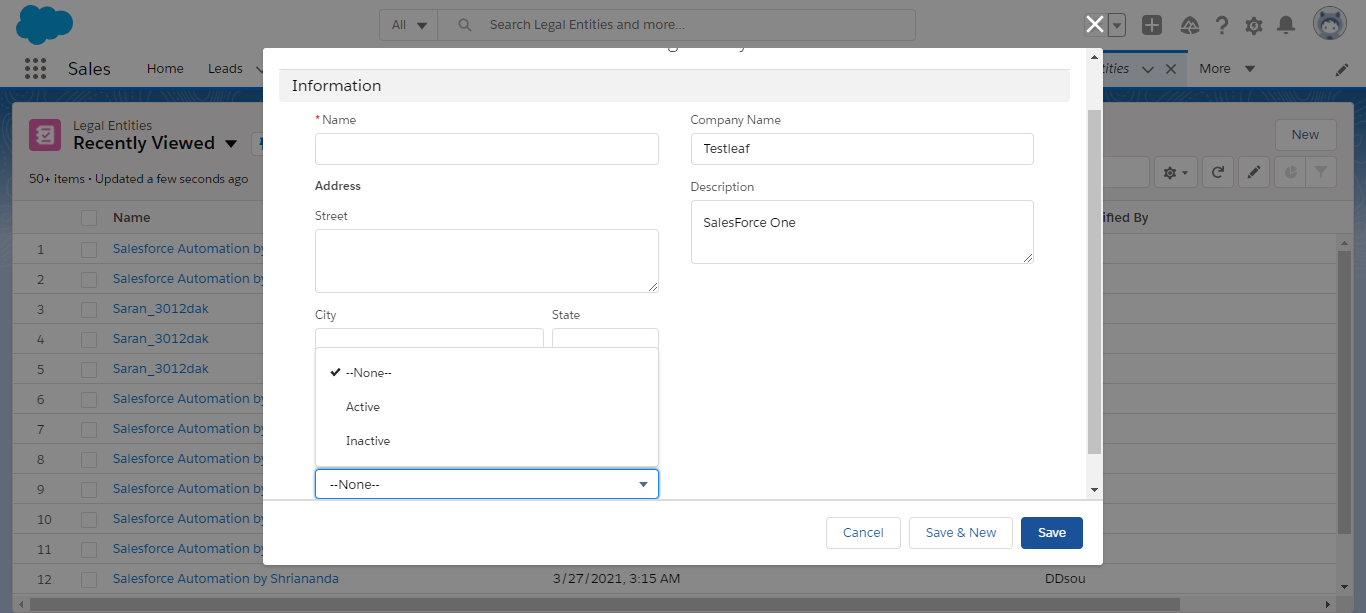 All
Search Legal Entities and more...
Sales
Home
Leads
More
Legal Entities
Recently Viewed
New
50+ items • Updated a few seconds ago
Name
1 Salesforce Automation by
2 Salesforce Automation by
3 Saran_3012dak
4 Saran_3012dak
5 Saran_3012dak
6 Salesforce Automation by
7 Salesforce Automation by
8 Salesforce Automation by
9 Salesforce Automation by
10 Salesforce Automation by
11 Salesforce Automation by
12 Salesforce Automation by Shriananda 3/27/2021, 3:15 AM DDsou
Information
* Name
Company Name
Testleaf
Address
Description
Street
SalesForce One
City
State
--None--
Active
Inactive
--None--
Cancel
Save & New
Save